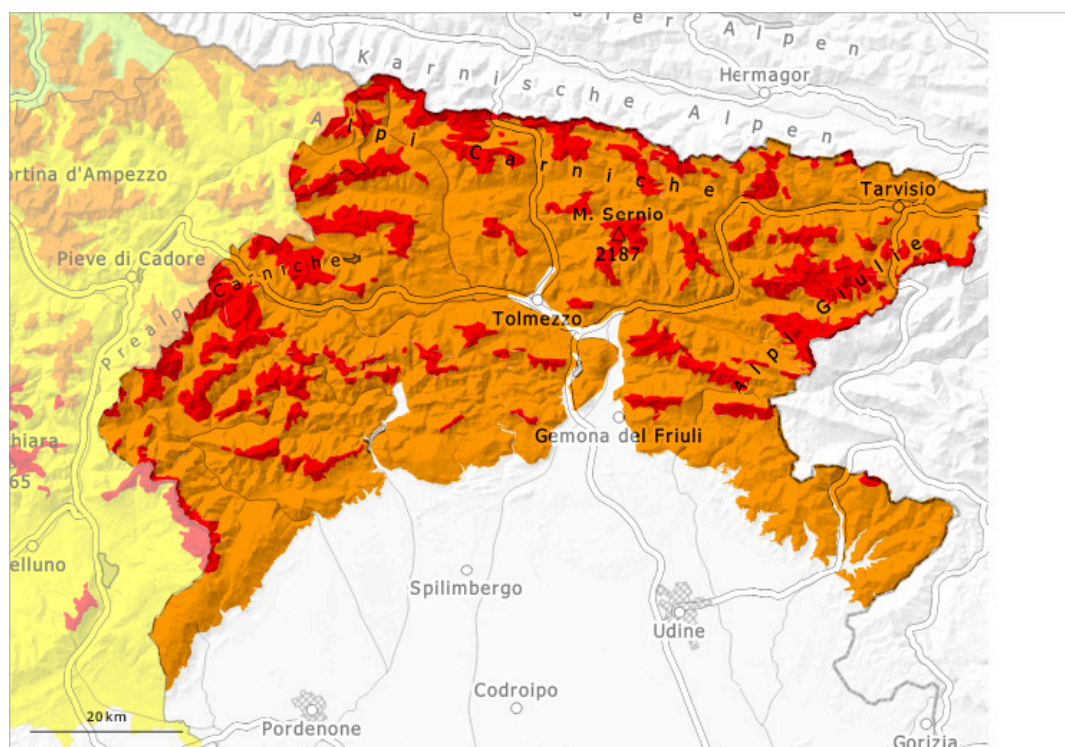 Alpen
Karnische Alpen
Hermagor
Alpi Carniche
ortina d'Ampezzo
Tarvisio
M. Sernio
2187
Pieve di Cadore
Prealpi Carniche
Alpi Giulie
Tolmezzo
hiara
65
Gemona del Friuli
elluno
Spilimbergo
Udine
Codroipo
20 km
Pordenone
Gorizia